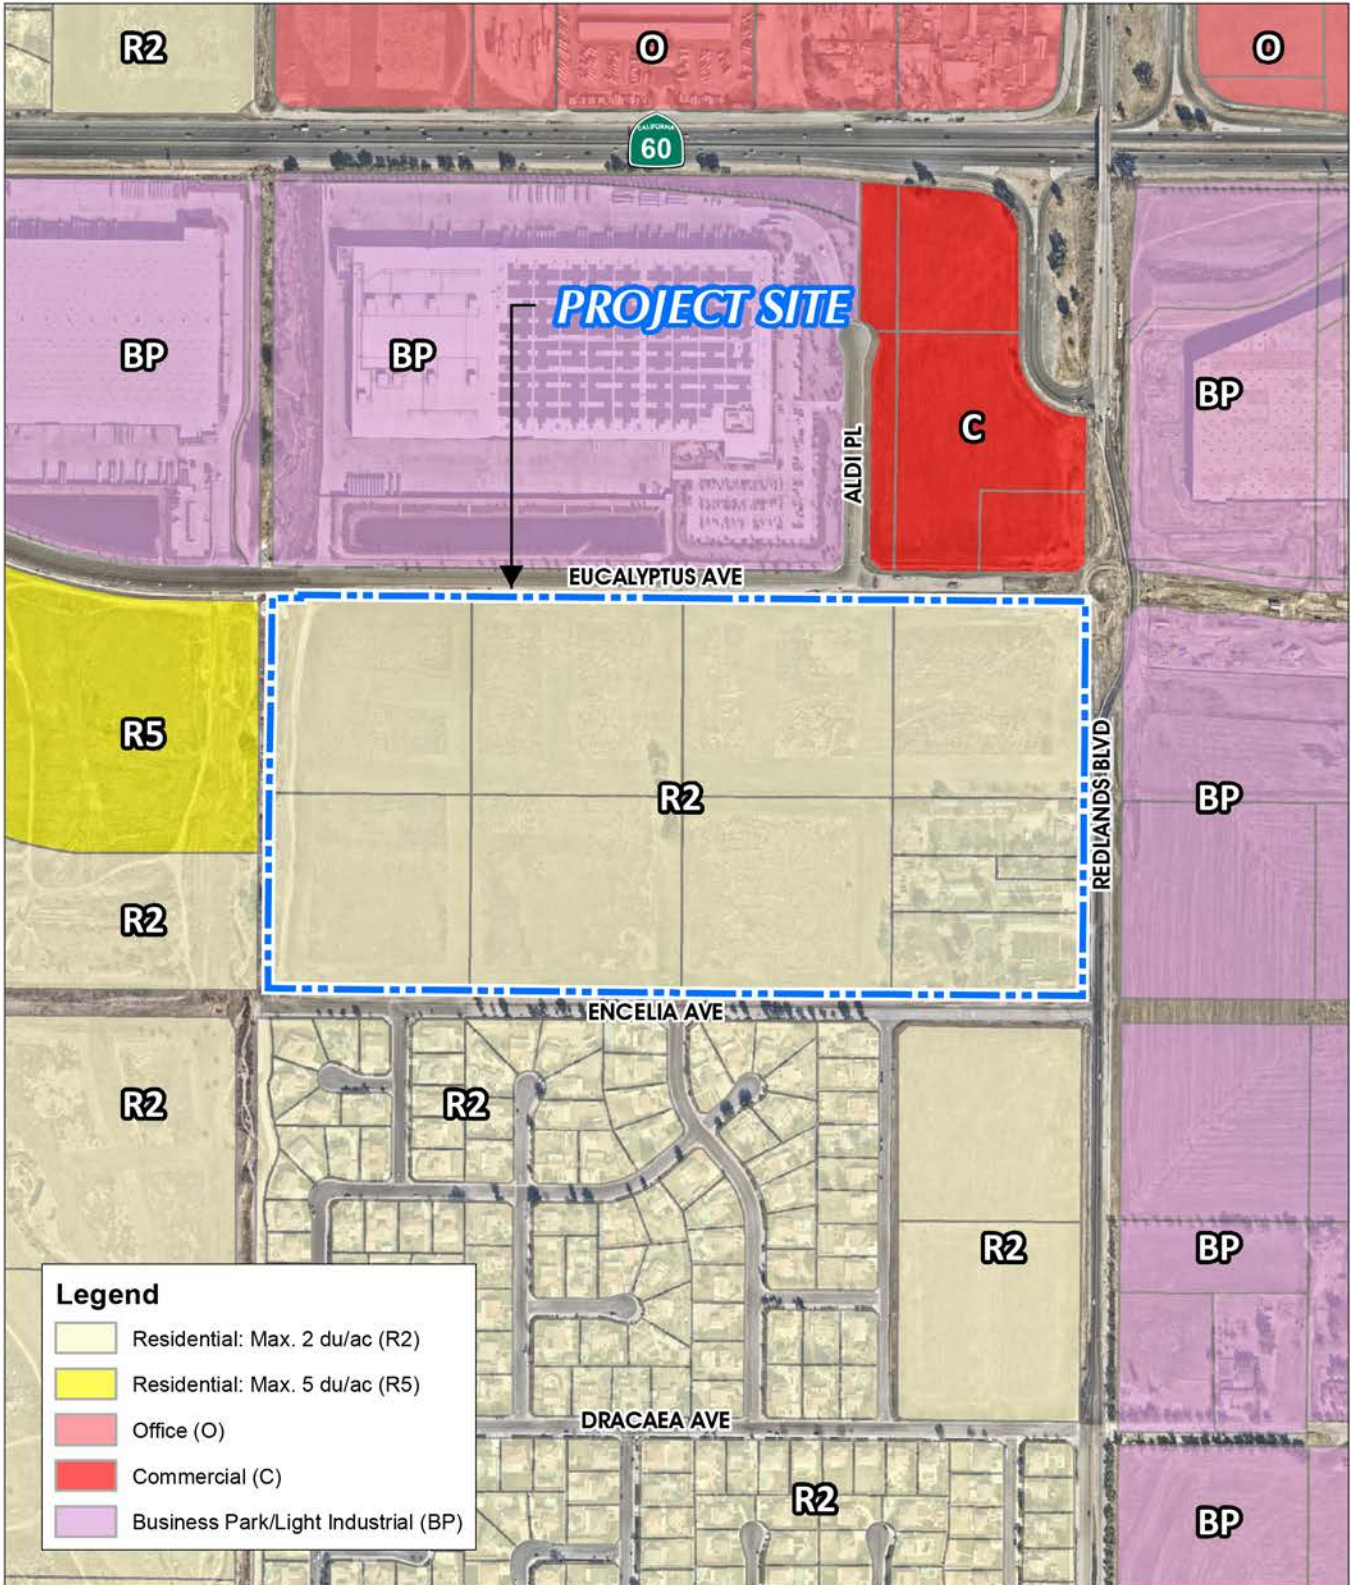 R2
O
O
CALIFORNIA
60
PROJECT SITE
BP
BP
BP
C
ALDI PL
EUCALYPTUS AVE
R5
R2
REDLANDS BLVD
BP
R2
ENCELIA AVE
R2
R2
R2
BP
Legend
Residential: Max. 2 du/ac (R2)
Residential: Max. 5 du/ac (R5)
Office (O)
Commercial (C)
Business Park/Light Industrial (BP)
DRACAEA AVE
R2
BP